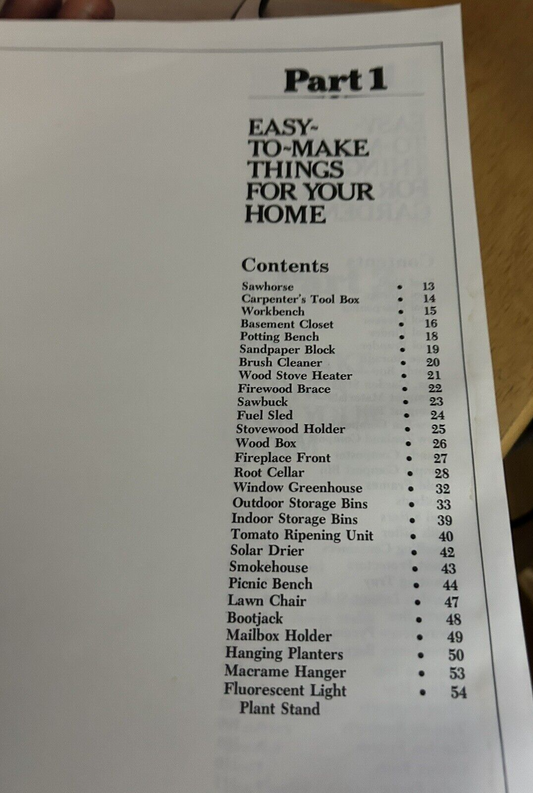 Part 1
EASY-
TO-MAKE
THINGS
FOR YOUR
HOME
Contents
Sawhorse • 13
Carpenter's Tool Box • 14
Workbench • 15
Basement Closet • 16
Potting Bench • 18
Sandpaper Block • 19
Brush Cleaner • 20
Wood Stove Heater • 21
Firewood Brace • 22
Sawbuck • 23
Fuel Sled • 24
Stovewood Holder • 25
Wood Box • 26
Fireplace Front • 27
Root Cellar • 28
Window Greenhouse • 32
Outdoor Storage Bins • 33
Indoor Storage Bins • 39
Tomato Ripening Unit • 40
Solar Drier • 42
Smokehouse • 43
Picnic Bench • 44
Lawn Chair • 47
Bootjack • 48
Mailbox Holder • 49
Hanging Planters • 50
Macrame Hanger • 53
Fluorescent Light • 54
Plant Stand